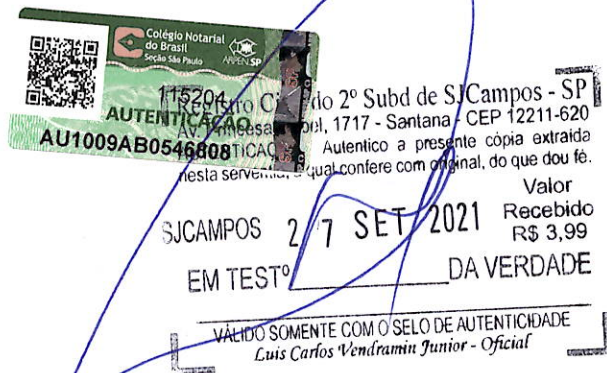 Colégio Notarial
do Brasil
Seção São Paulo
ARPEN.SP
115204
AUTENTICAÇÃO
AU1009AB0546808
do 2º Subd de SJCampos - SP
1717 - Santana - CEP 12211-620
Autentico a presente cópia extraída
nesta qual confere com original, do que dou fé.
Valor
Recebido
R$ 3,99
SJCAMPOS 27 SET 2021
EM TESTº DA VERDADE
VÁLIDO SOMENTE COM O SELO DE AUTENTICIDADE
Luis Carlos Vendramin Junior - Oficial